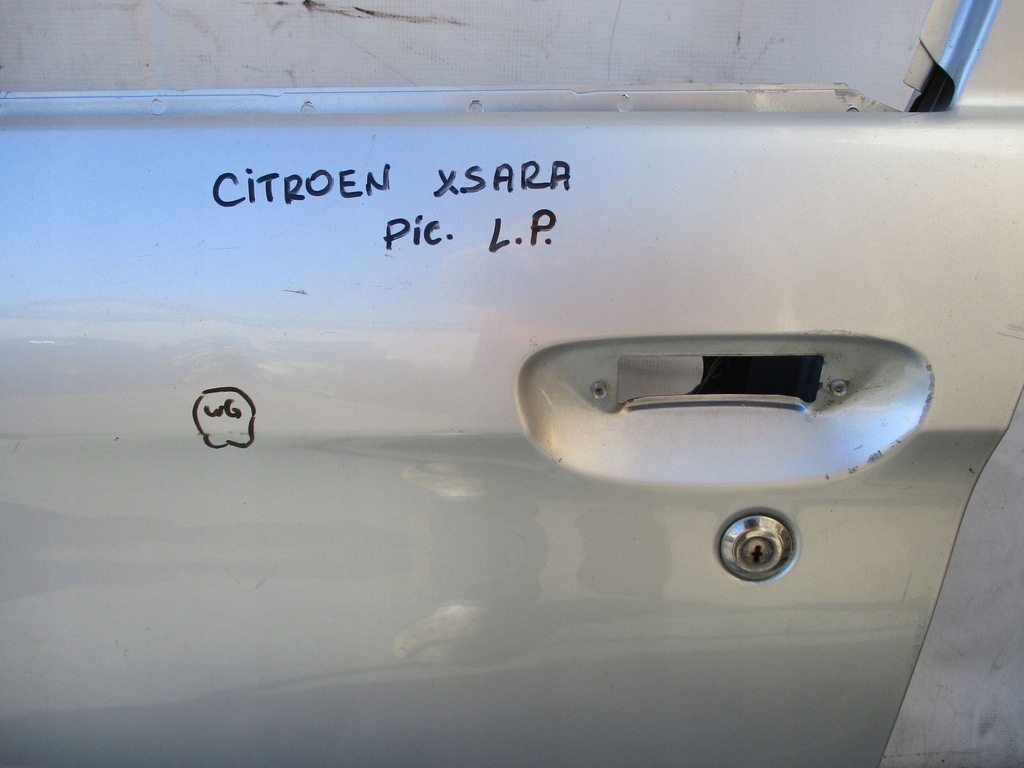 CiTROEN XSARA
Pic. L.P.
WG